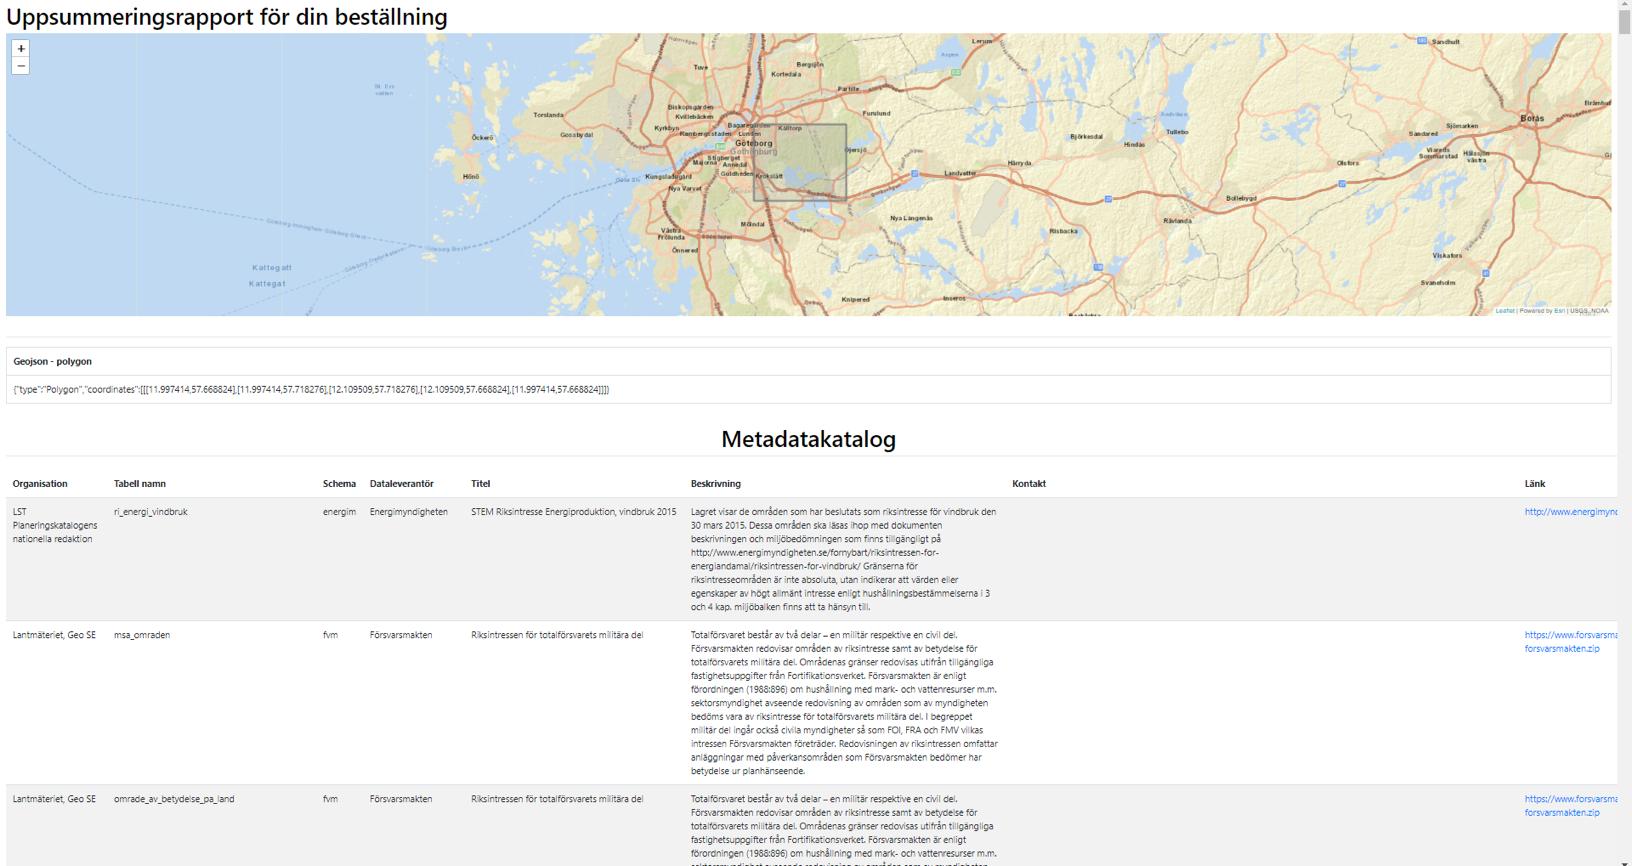 Uppsummeringsrapport för din beställning
+
−
Sandhult
Lerum
Tuve
Bergsjön
Kortedala
Partille
Brämhult
Biskopsgården
Kvillebäcken
Torslanda
Furulund
Borås
Bagaregården
Kålltorp
Kyrkbyn
Rambergsstaden
Lunden
Gossbydal
Öckerö
Tullebo
Sjömarken
Björkesdal
Sandared
Göteborg
Gothenburg
Öjersjö
Hindås
Viareds Sommarstad
Hässjön västra
Stigberget
Majorna
Annedal
Olsfors
Härryda
Guldheden
Krokslätt
Landvetter
Hönö
Kungsladugård
Nya Varvet
Bollebygd
Nya Långenäs
Rävlanda
Mölndal
Västra Frölunda
Risbacka
Önnered
Viskafors
Kattegatt
Kattegat
Svaneholm
Knipered
Inseros
Leaflet | Powered by Esri | USGS, NOAA
Geojson - polygon
{"type":"Polygon","coordinates":[[[11.997414,57.668824],[11.997414,57.718276],[12.109509,57.718276],[12.109509,57.668824],[11.997414,57.668824]]]}
Metadatakatalog
Organisation Tabell namn Schema Dataleverantör Titel Beskrivning Kontakt Länk
LST Planeringskatalogens nationella redaktion ri_energi_vindbruk energim Energimyndigheten STEM Riksintresse Energiproduktion, vindbruk 2015 Lagret visar de områden som har beslutats som riksintresse för vindbruk den http://www.energimynd
30 mars 2015. Dessa områden ska läsas ihop med dokumenten
beskrivningen och miljöbedömningen som finns tillgängligt på
http://www.energimyndigheten.se/fornybart/riksintressen-for-
energiandamal/riksintressen-for-vindbruk/ Gränserna för
riksintresseområden är inte absoluta, utan indikerar att värden eller
egenskaper av högt allmänt intresse enligt hushållningsbestämmelserna i 3
och 4 kap. miljöbalken finns att ta hänsyn till.
Lantmäteriet, Geo SE msa_omraden fvm Försvarsmakten Riksintressen för totalförsvarets militära del Totalförsvaret består av två delar – en militär respektive en civil del. https://www.forsvarsma
Försvarsmakten redovisar områden av riksintresse samt av betydelse för forsvarsmakten.zip
totalförsvarets militära del. Områdenas gränser redovisas utifrån tillgängliga
fastighetsuppgifter från Fortifikationsverket. Försvarsmakten är enligt
förordningen (1988:896) om hushållning med mark- och vattenresurser m.m.
sektorsmyndighet avseende redovisning av områden som av myndigheten
bedöms vara av riksintresse för totalförsvarets militära del. I begreppet
militär del ingår också civila myndigheter så som FOI, FRA och FMV vilkas
intressen Försvarsmakten företräder. Redovisningen av riksintressen omfattar
anläggningar med påverkansområden som Försvarsmakten bedömer har
betydelse ur planhänseende.
Lantmäteriet, Geo SE omrade_av_betydelse_pa_land fvm Försvarsmakten Riksintressen för totalförsvarets militära del Totalförsvaret består av två delar – en militär respektive en civil del. https://www.forsvarsma
Försvarsmakten redovisar områden av riksintresse samt av betydelse för forsvarsmakten.zip
totalförsvarets militära del. Områdenas gränser redovisas utifrån tillgängliga
fastighetsuppgifter från Fortifikationsverket. Försvarsmakten är enligt
förordningen (1988:896) om hushållning med mark- och vattenresurser m.m.